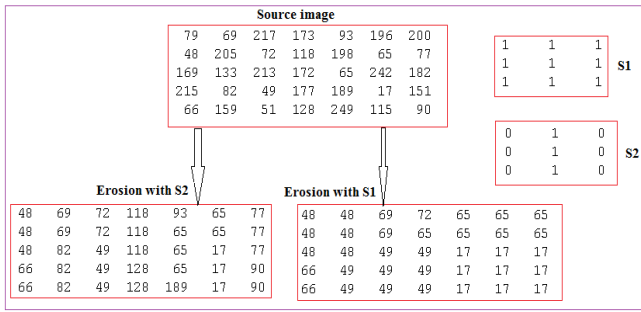 Source image
79 69 217 173 93 196 200
48 205 72 118 198 65 77
169 133 213 172 65 242 182
215 82 49 177 189 17 151
66 159 51 128 249 115 90
1 1 1
1 1 1
1 1 1
S1
0 1 0
0 1 0
0 1 0
S2
Erosion with S2
48 69 72 118 93 65 77
48 69 72 118 65 65 77
48 82 49 118 65 17 77
66 82 49 128 65 17 90
66 82 49 128 189 17 90
Erosion with S1
48 48 69 72 65 65 65
48 48 69 65 65 65 65
48 48 49 49 17 17 17
66 49 49 49 17 17 17
66 49 49 49 17 17 17